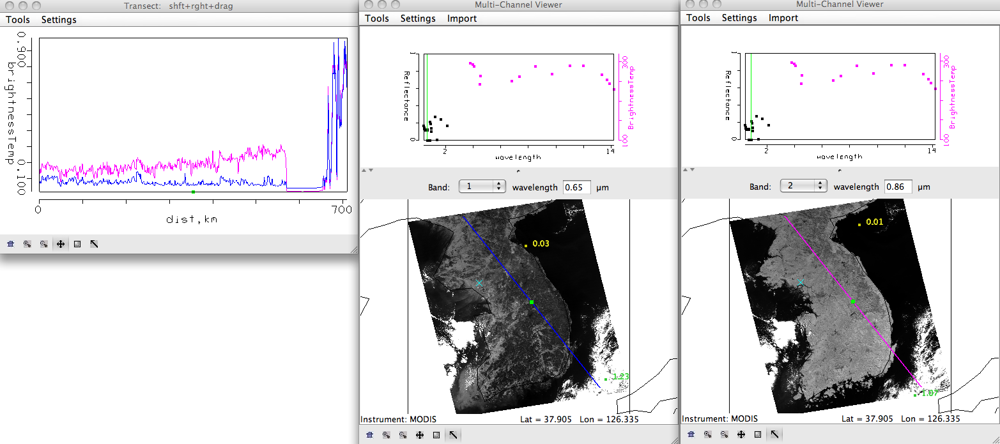 Transect: shft+rght+drag
Tools Settings
0.900
brightnessTemp
0.100
0 700
dist,km
Multi-Channel Viewer
Tools Settings Import
1
Reflectance
0
300
BrightnessTemp
100
2 14
wavelength
Band: 1 wavelength 0.65 µm
0.03
1.23
Instrument: MODIS Lat = 37.905 Lon = 126.335
Multi-Channel Viewer
Tools Settings Import
1
Reflectance
0
300
BrightnessTemp
100
2 14
wavelength
Band: 2 wavelength 0.86 µm
0.01
1.07
Instrument: MODIS Lat = 37.905 Lon = 126.335